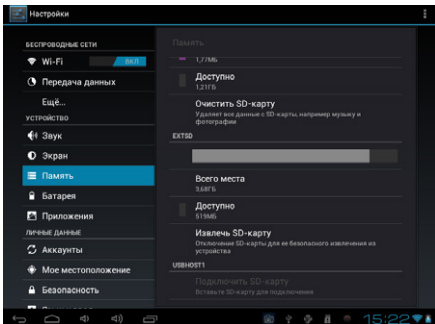 Настройки
БЕСПРОВОДНЫЕ СЕТИ
Wi-Fi
ВКЛ
Передача данных
Ещё...
УСТРОЙСТВО
Звук
Экран
Память
Батарея
Приложения
ЛИЧНЫЕ ДАННЫЕ
Аккаунты
Мое местоположение
Безопасность
Память
1,77МБ
Доступно
1,21ГБ
Очистить SD-карту
Удаляет все данные с SD-карты, например музыку и
фотографии
EXTSD
Всего места
3,68ГБ
Доступно
519МБ
Извлечь SD-карту
Отключение SD-карты для ее безопасного извлечения из
устройства
USBHOST1
Подключить SD-карту
Вставьте SD-карту для подключения
15:22